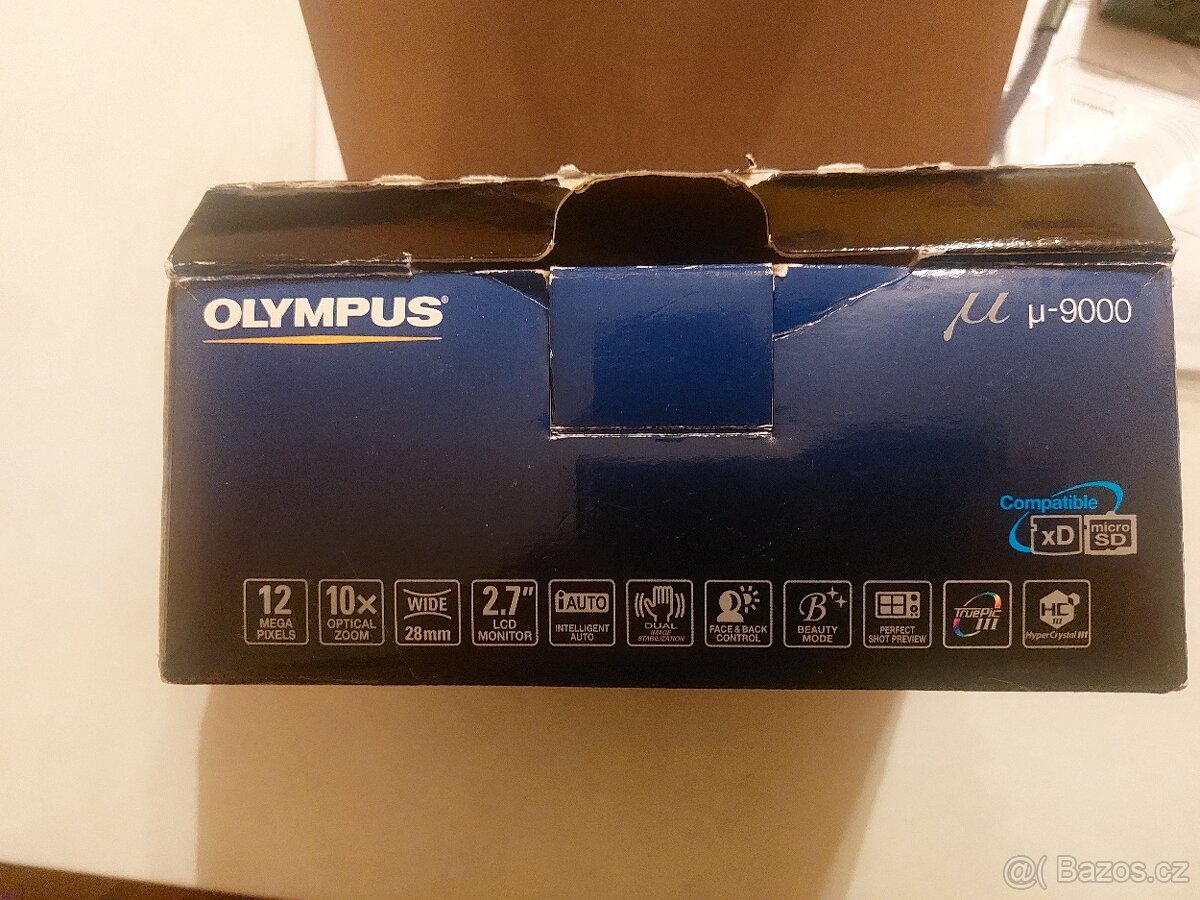 OLYMPUS®
μ μ-9000
Compatible
xD micro SD
12 MEGA PIXELS
10x OPTICAL ZOOM
WIDE 28mm
2.7" LCD MONITOR
iAUTO INTELLIGENT AUTO
DUAL IMAGE STABILIZATION
FACE & BACK CONTROL
B BEAUTY MODE
PERFECT SHOT PREVIEW
TruePic III
HC III HyperCrystal III
@( Bazos.cz